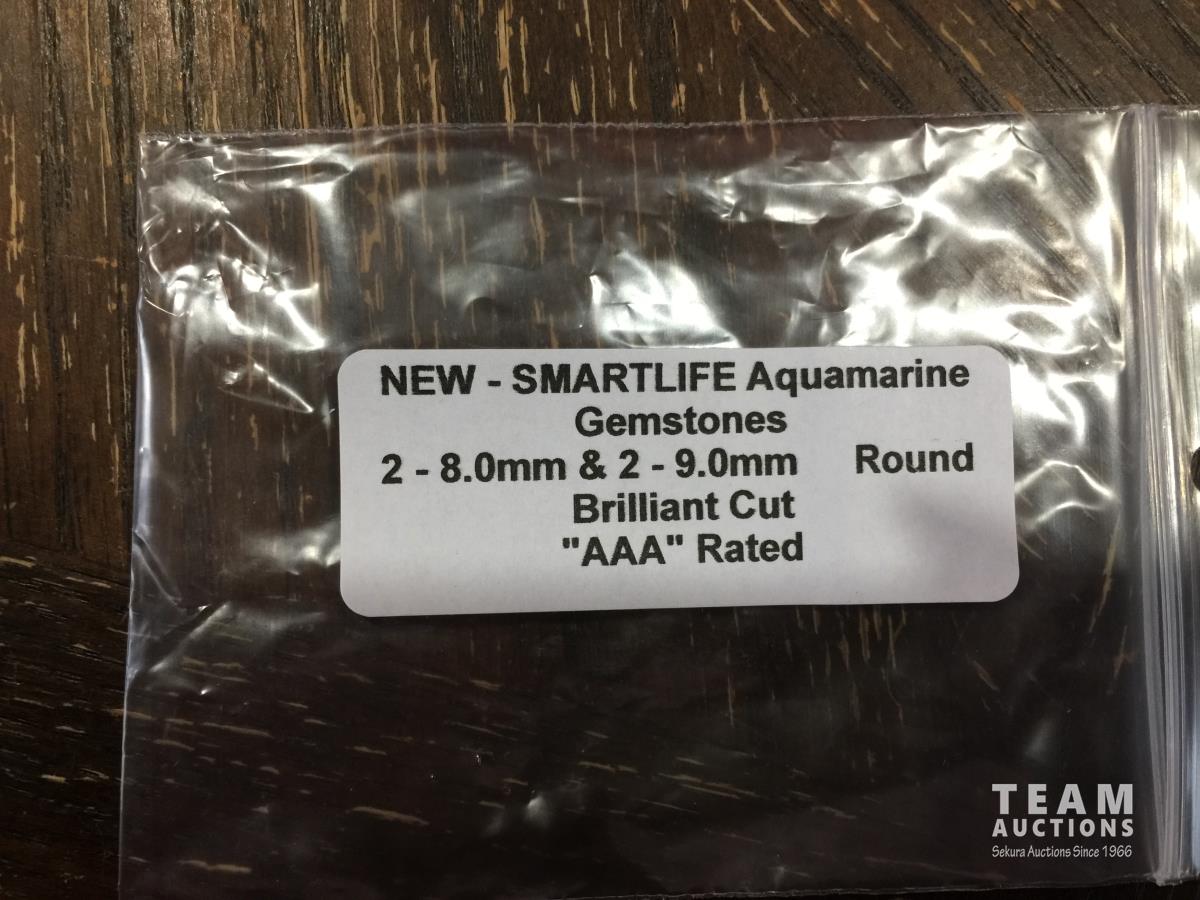 NEW - SMARTLIFE Aquamarine
Gemstones
2 - 8.0mm & 2 - 9.0mm Round
Brilliant Cut
"AAA" Rated
TEAM
AUCTIONS
Sekura Auctions Since 1966